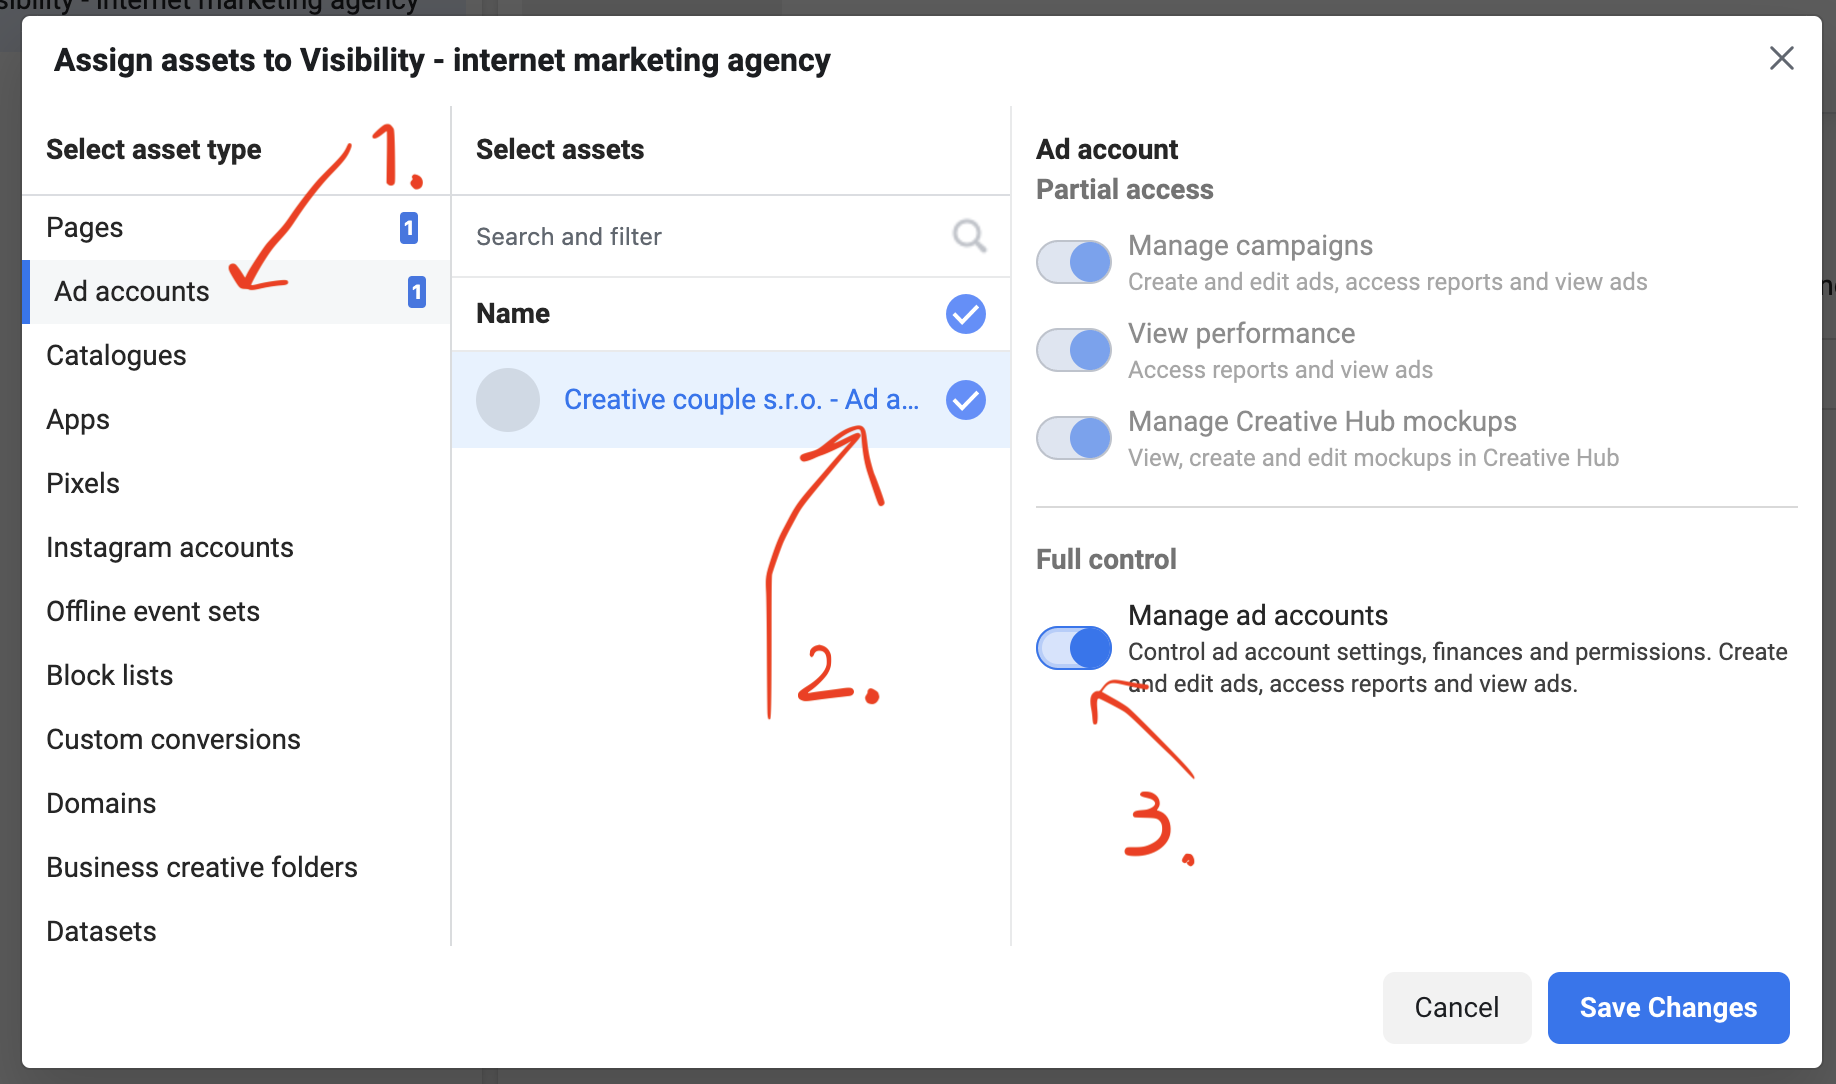 Assign assets to Visibility - internet marketing agency
Select asset type
1.
Pages
1
Ad accounts
1
Catalogues
Apps
Pixels
Instagram accounts
Offline event sets
Block lists
Custom conversions
Domains
Business creative folders
Datasets
Select assets
Search and filter
Name
Creative couple s.r.o. - Ad a...
2.
Ad account
Partial access
Manage campaigns
Create and edit ads, access reports and view ads
View performance
Access reports and view ads
Manage Creative Hub mockups
View, create and edit mockups in Creative Hub
Full control
Manage ad accounts
Control ad account settings, finances and permissions. Create
and edit ads, access reports and view ads.
3.
Cancel
Save Changes